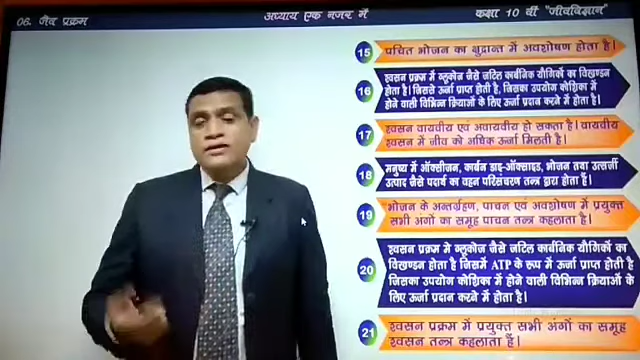 06. जैव प्रक्रम
अध्याय एक नजर में
कक्षा 10 वीं "जीवविज्ञान"
15 पचित भोजन का क्षुद्रान्त में अवशोषण होता है।
16 श्वसन प्रक्रम में ग्लूकोज जैसे जटिल कार्बनिक यौगिकों का विखण्डन
होता है। जिससे ऊर्जा प्राप्त होती है, जिसका उपयोग कोशिका में
होने वाली विभिन्न क्रियाओं के लिए ऊर्जा प्रदान करने में होता है।
17 श्वसन वायवीय एवं अवायवीय हो सकता है। वायवीय
श्वसन में जीव को अधिक ऊर्जा मिलती है।
18 मनुष्य में ऑक्सीजन, कार्बन डाइ-ऑक्साइड, भोजन तथा उत्सर्जी
उत्पाद जैसे पदार्थ का वहन परिसंचरण तन्त्र द्वारा होता है।
19 भोजन के अन्तर्ग्रहण, पाचन एवं अवशोषण में प्रयुक्त
सभी अंगों का समूह पाचन तन्त्र कहलाता है।
20 श्वसन प्रक्रम मे ग्लूकोज जैसे जटिल कार्बनिक यौगिकों का
विखण्डन होता है जिसमें ATP के रूप में ऊर्जा प्राप्त होती है
जिसका उपयोग कोशिका में होने वाली विभिन्न क्रियाओं के
लिए ऊर्जा प्रदान करने में होता है।
21 श्वसन प्रक्रम में प्रयुक्त सभी अंगों का समूह
श्वसन तन्त्र कहलाता है।